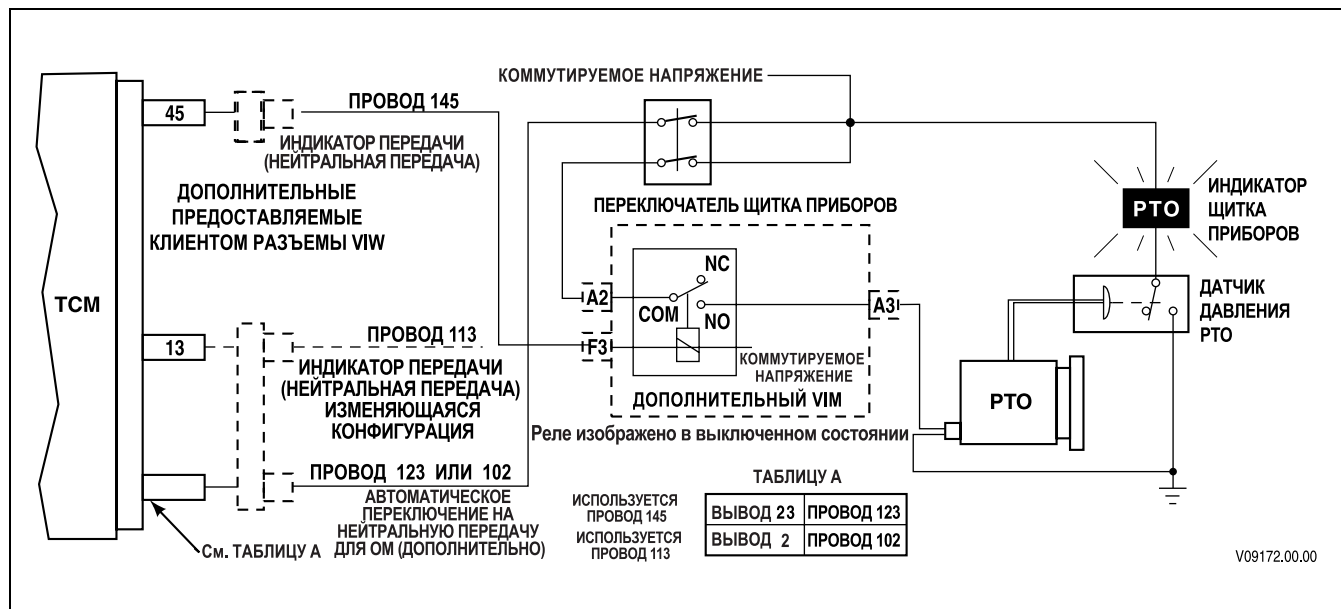 КОММУТИРУЕМОЕ НАПРЯЖЕНИЕ
45
ПРОВОД 145
ИНДИКАТОР ПЕРЕДАЧИ
(НЕЙТРАЛЬНАЯ ПЕРЕДАЧА)
ДОПОЛНИТЕЛЬНЫЕ
ПРЕДОСТАВЛЯЕМЫЕ
КЛИЕНТОМ РАЗЪЕМЫ VIW
TCM
ПЕРЕКЛЮЧАТЕЛЬ ЩИТКА ПРИБОРОВ
PTO
ИНДИКАТОР
ЩИТКА
ПРИБОРОВ
NC
A2
COM
NO
A3
F3
КОММУТИРУЕМОЕ
НАПРЯЖЕНИЕ
ДОПОЛНИТЕЛЬНЫЙ VIM
Реле изображено в выключенном состоянии
ДАТЧИК
ДАВЛЕНИЯ
PTO
PTO
13
ПРОВОД 113
ИНДИКАТОР ПЕРЕДАЧИ
(НЕЙТРАЛЬНАЯ ПЕРЕДАЧА)
ИЗМЕНЯЮЩАЯСЯ
КОНФИГУРАЦИЯ
ПРОВОД 123 ИЛИ 102
АВТОМАТИЧЕСКОЕ
ПЕРЕКЛЮЧЕНИЕ НА
НЕЙТРАЛЬНУЮ ПЕРЕДАЧУ
ДЛЯ ОМ (ДОПОЛНИТЕЛЬНО)
См. ТАБЛИЦУ А
ТАБЛИЦУ А
ИСПОЛЬЗУЕТСЯ
ПРОВОД 145
ВЫВОД 23 ПРОВОД 123
ИСПОЛЬЗУЕТСЯ
ПРОВОД 113
ВЫВОД 2 ПРОВОД 102
V09172.00.00